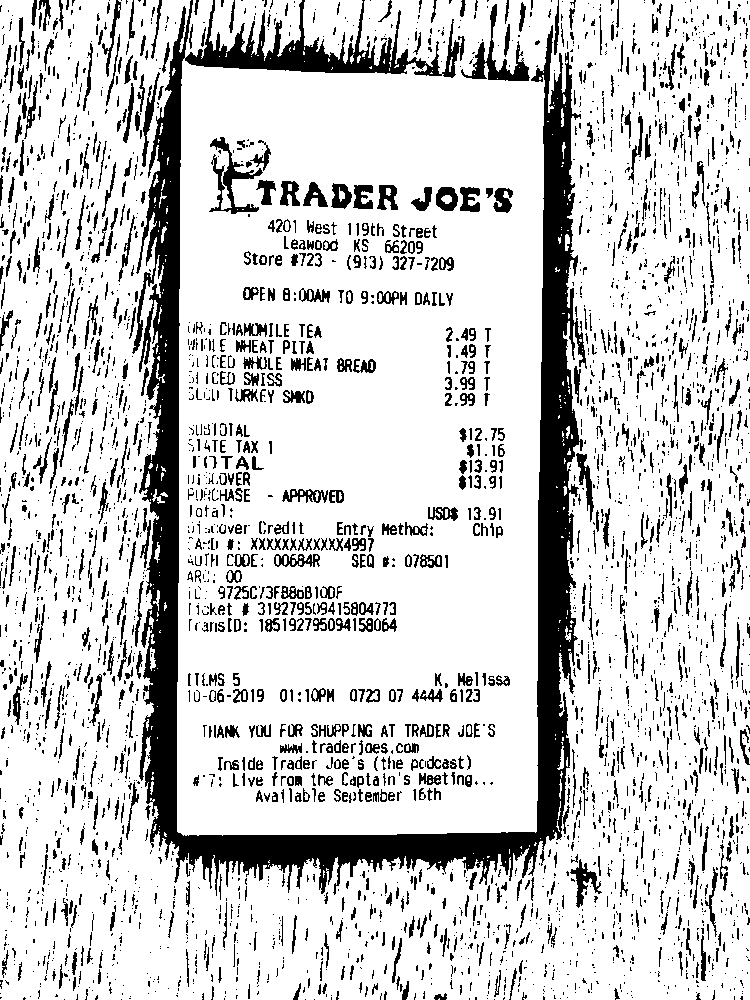 TRADER JOE'S
4201 West 119th Street
Leawood KS 66209
Store #723 - (913) 327-7209
OPEN 8:00AM TO 9:00PM DAILY
ORG CHAMOMILE TEA 2.49 T
WHOLE WHEAT PITA 1.49 T
SLICED WHOLE WHEAT BREAD 1.79 T
SLICED SWISS 3.99 T
SLCD TURKEY SMKD 2.99 T
SUBTOTAL $12.75
STATE TAX 1 $1.16
TOTAL $13.91
DISCOVER $13.91
PURCHASE - APPROVED
Total: USD$ 13.91
Discover Credit Entry Method: Chip
CARD #: XXXXXXXXXXXX4997
AUTH CODE: 00684R SEQ #: 078501
ARC: 00
Ticket # 319279509415804773
TransID: 185192795094158064
ITEMS 5 K, Melissa
10-06-2019 01:10PM 0723 07 4444 6123
THANK YOU FOR SHOPPING AT TRADER JOE'S
www.traderjoes.com
Inside Trader Joe's (the podcast)
Live from the Captain's Meeting...
Available September 16th